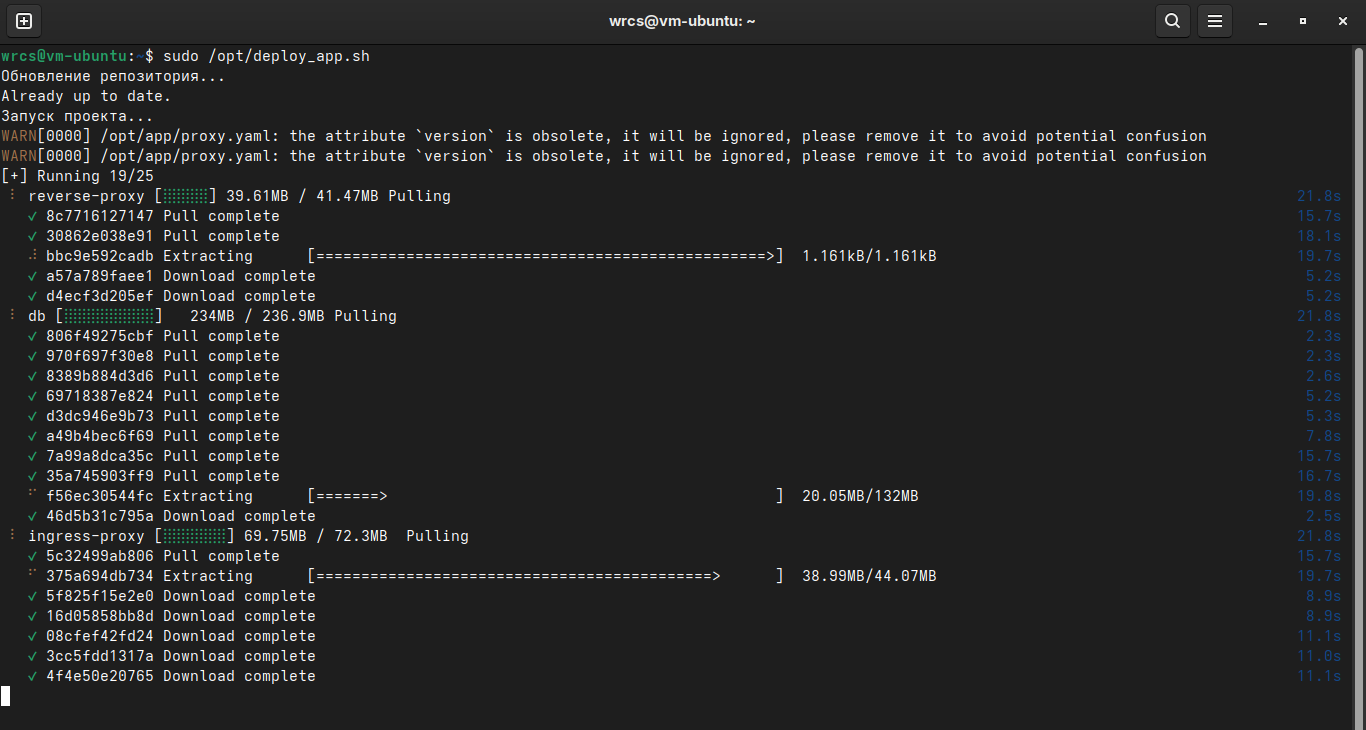 wrcs@vm-ubuntu: ~
wrcs@vm-ubuntu:~$ sudo /opt/deploy_app.sh
Обновление репозитория...
Already up to date.
Запуск проекта...
WARN[0000] /opt/app/proxy.yaml: the attribute `version` is obsolete, it will be ignored, please remove it to avoid potential confusion
WARN[0000] /opt/app/proxy.yaml: the attribute `version` is obsolete, it will be ignored, please remove it to avoid potential confusion
[+] Running 19/25
⠸ reverse-proxy [⣿⣿⣿⣿⣿] 39.61MB / 41.47MB Pulling 21.8s
✓ 8c7716127147 Pull complete 15.7s
✓ 30862e038e91 Pull complete 18.1s
⠼ bbc9e592cadb Extracting [==================================================>] 1.161kB/1.161kB 19.7s
✓ a57a789faee1 Download complete 5.2s
✓ d4ecf3d205ef Download complete 5.2s
⠸ db [⣿⣿⣿⣿⣿⣿⣿⣿⣿⣿] 234MB / 236.9MB Pulling 21.8s
✓ 806f49275cbf Pull complete 2.3s
✓ 970f697f30e8 Pull complete 2.3s
✓ 8389b884d3d6 Pull complete 2.6s
✓ 69718387e824 Pull complete 5.2s
✓ d3dc946e9b73 Pull complete 5.3s
✓ a49b4bec6f69 Pull complete 7.8s
✓ 7a99a8dca35c Pull complete 15.7s
✓ 35a745903ff9 Pull complete 16.7s
⠋ f56ec30544fc Extracting [=======> ] 20.05MB/132MB 19.8s
✓ 46d5b31c795a Download complete 2.5s
⠸ ingress-proxy [⣿⣿⣿⣿⣿⣿⣿] 69.75MB / 72.3MB Pulling 21.8s
✓ 5c32499ab806 Pull complete 15.7s
⠋ 375a694db734 Extracting [============================================> ] 38.99MB/44.07MB 19.7s
✓ 5f825f15e2e0 Download complete 8.9s
✓ 16d05858bb8d Download complete 8.9s
✓ 08cfef42fd24 Download complete 11.1s
✓ 3cc5fdd1317a Download complete 11.0s
✓ 4f4e50e20765 Download complete 11.1s